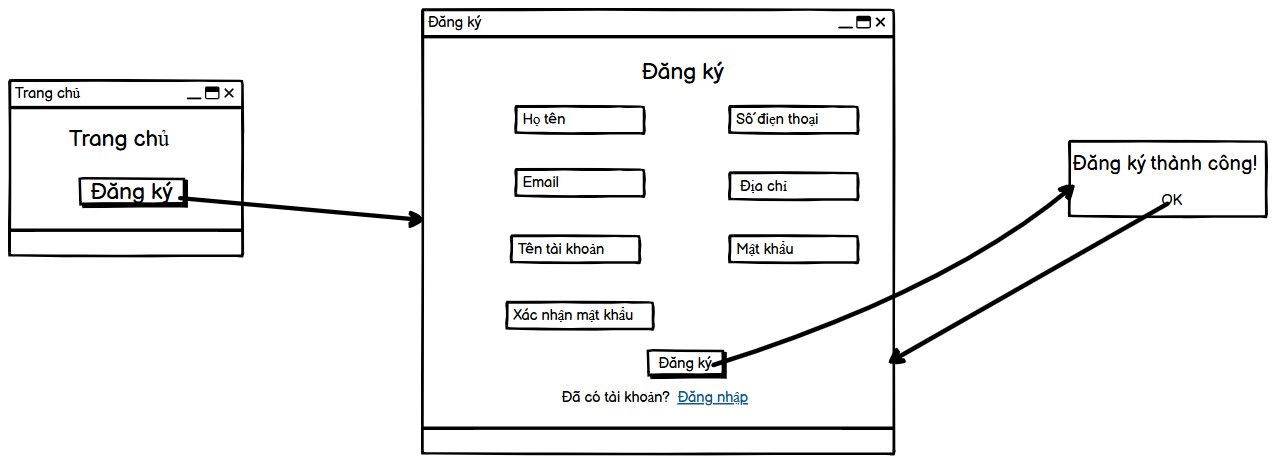 Trang chủ
Trang chủ
Đăng ký
Đăng ký
Đăng ký
Họ tên
Số điện thoại
Email
Địa chỉ
Tên tài khoản
Mật khẩu
Xác nhận mật khẩu
Đăng ký
Đã có tài khoản? Đăng nhập
Đăng ký thành công!
OK